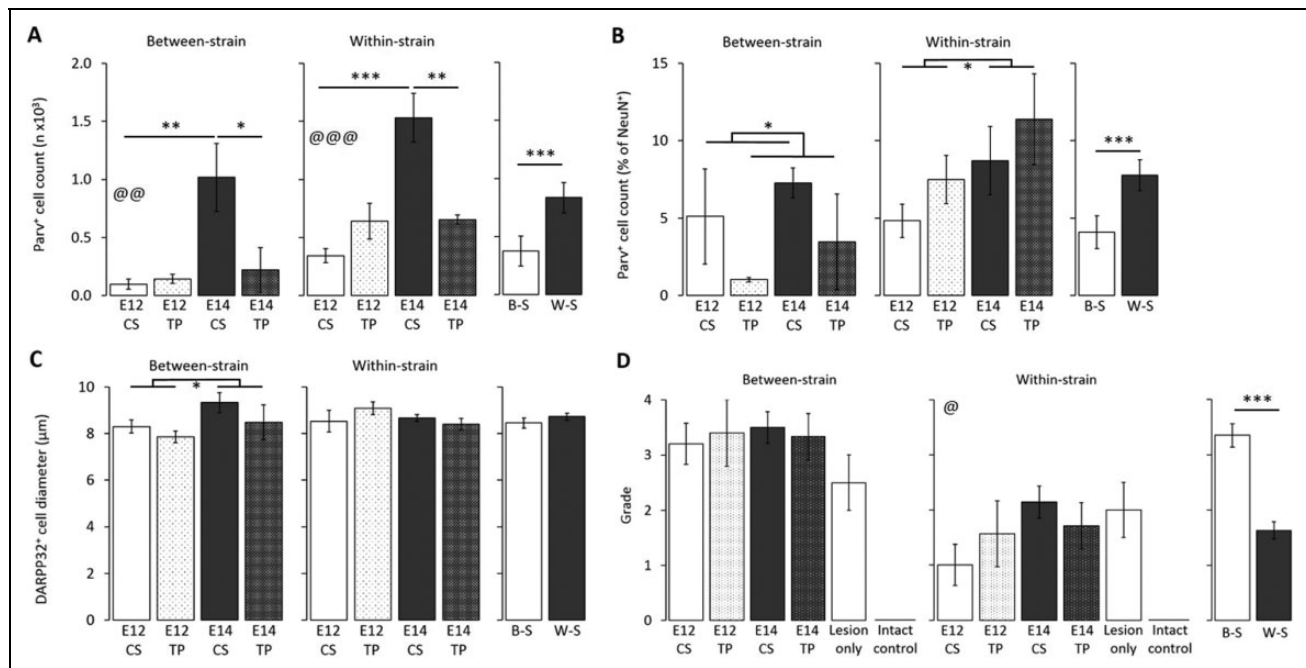 A
Between-strain
Within-strain
Parv⁺ cell count (n x10³)
2.0
1.5
1.0
0.5
0.0
** *
@@
*** **
@@@
***
E12 CS
E12 TP
E14 CS
E14 TP
E12 CS
E12 TP
E14 CS
E14 TP
B-S W-S
B
Between-strain
Within-strain
Parv⁺ cell count (% of NeuN⁺)
15
10
5
0
*
*
***
E12 CS
E12 TP
E14 CS
E14 TP
E12 CS
E12 TP
E14 CS
E14 TP
B-S W-S
C
Between-strain
Within-strain
DARPP32⁺ cell diameter (µm)
10
8
6
4
2
0
*
E12 CS
E12 TP
E14 CS
E14 TP
E12 CS
E12 TP
E14 CS
E14 TP
B-S W-S
D
Between-strain
Within-strain
Grade
4
3
2
1
0
@
***
E12 CS
E12 TP
E14 CS
E14 TP
Lesion only
Intact control
E12 CS
E12 TP
E14 CS
E14 TP
Lesion only
Intact control
B-S W-S